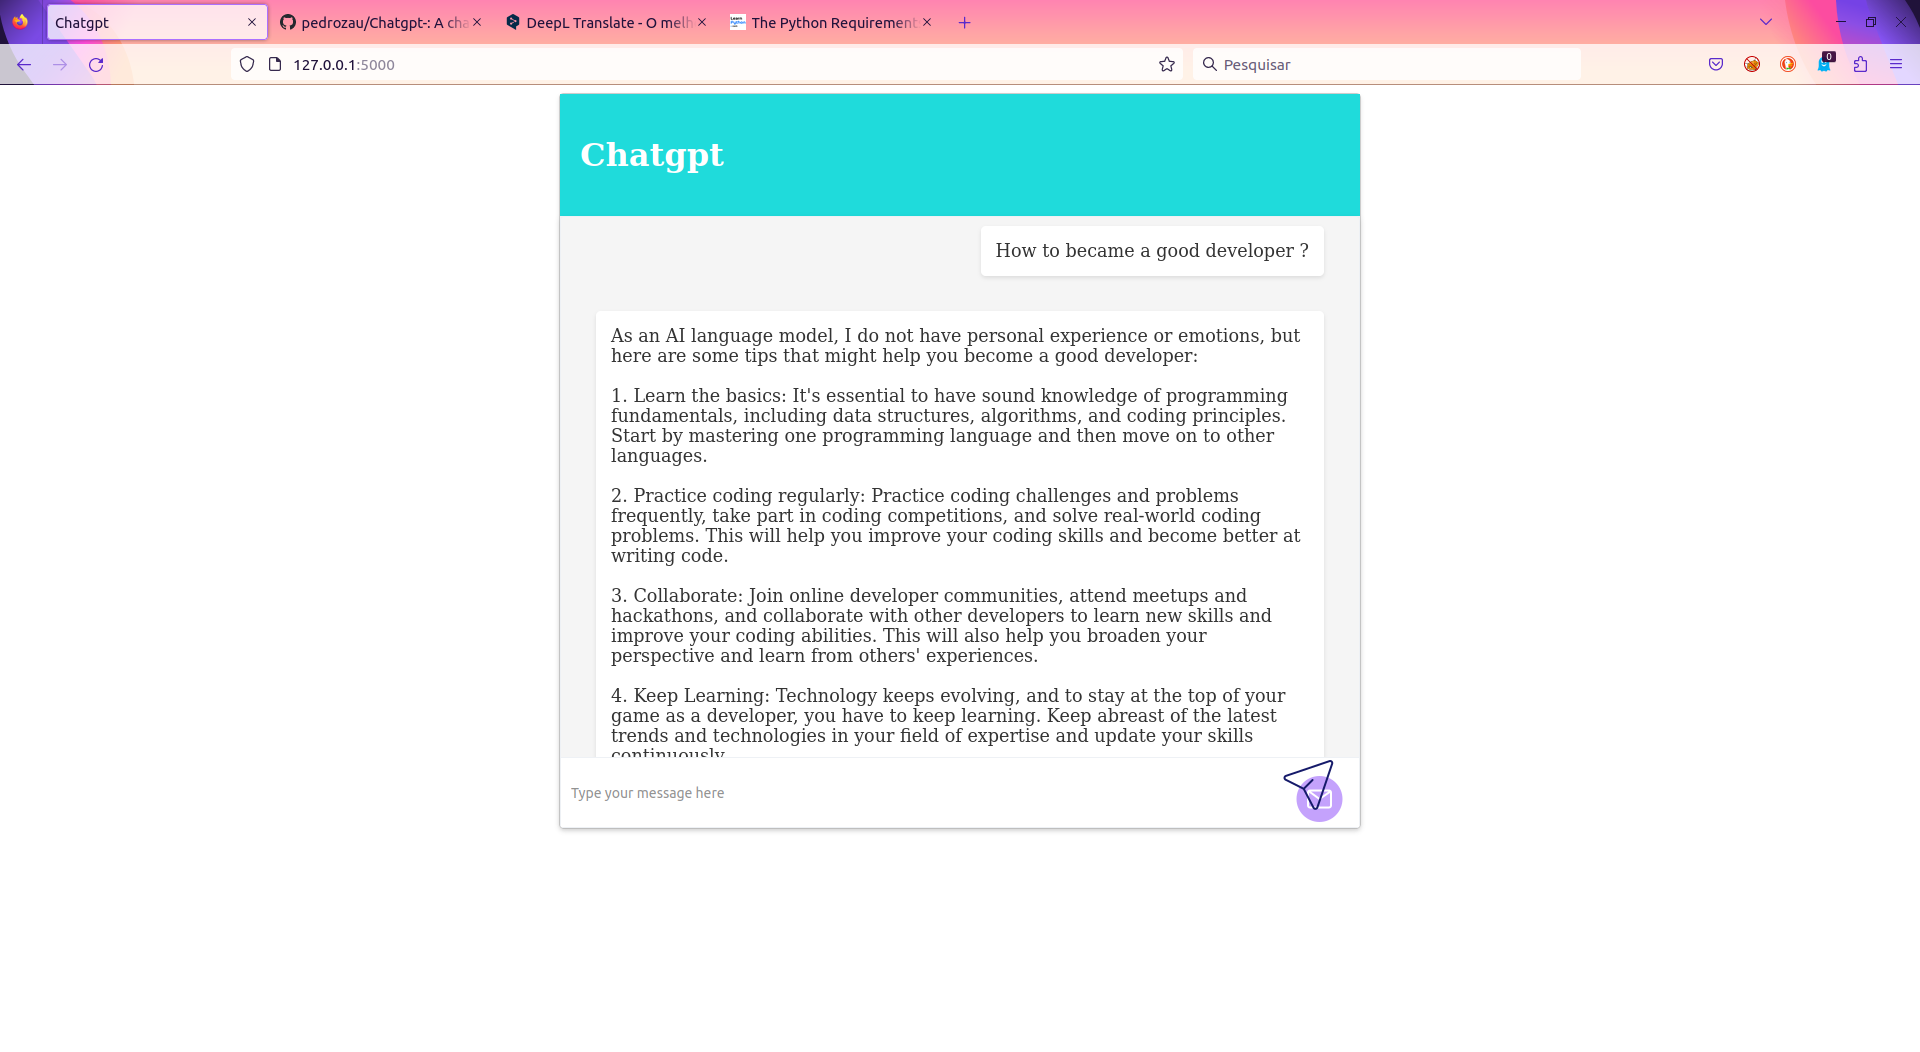 Chatgpt
pedrozau/Chatgpt-: A cha
DeepL Translate - O melh
The Python Requirement
127.0.0.1:5000
Pesquisar
0
Chatgpt
How to became a good developer ?
As an AI language model, I do not have personal experience or emotions, but
here are some tips that might help you become a good developer:
1. Learn the basics: It's essential to have sound knowledge of programming
fundamentals, including data structures, algorithms, and coding principles.
Start by mastering one programming language and then move on to other
languages.
2. Practice coding regularly: Practice coding challenges and problems
frequently, take part in coding competitions, and solve real-world coding
problems. This will help you improve your coding skills and become better at
writing code.
3. Collaborate: Join online developer communities, attend meetups and
hackathons, and collaborate with other developers to learn new skills and
improve your coding abilities. This will also help you broaden your
perspective and learn from others' experiences.
4. Keep Learning: Technology keeps evolving, and to stay at the top of your
game as a developer, you have to keep learning. Keep abreast of the latest
trends and technologies in your field of expertise and update your skills
continuously.
Type your message here